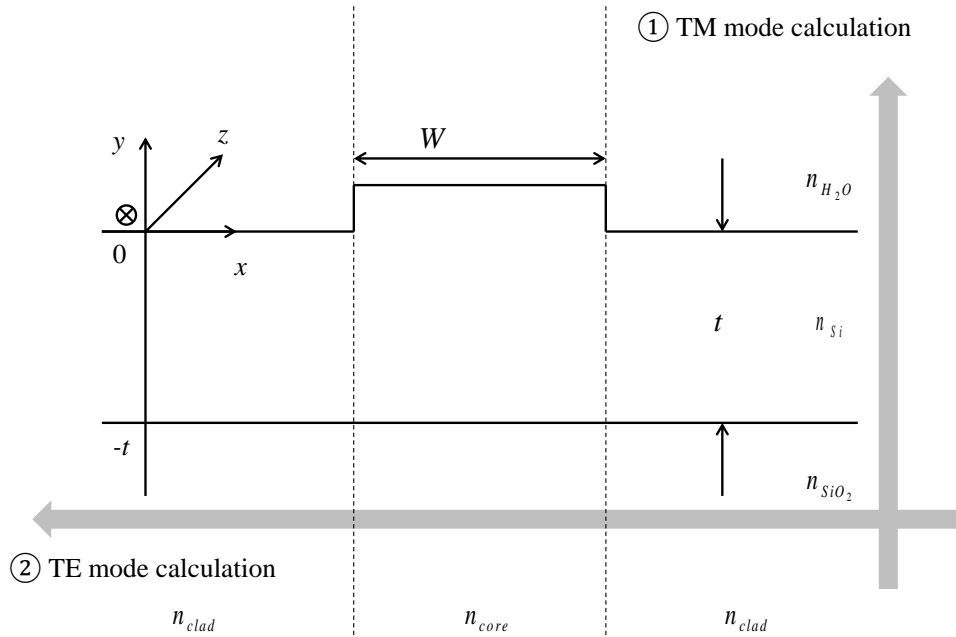 ① TM mode calculation
y
z
W
n_{H_2O}
0
x
t
n_{Si}
-t
n_{SiO_2}
② TE mode calculation
n_{clad}
n_{core}
n_{clad}